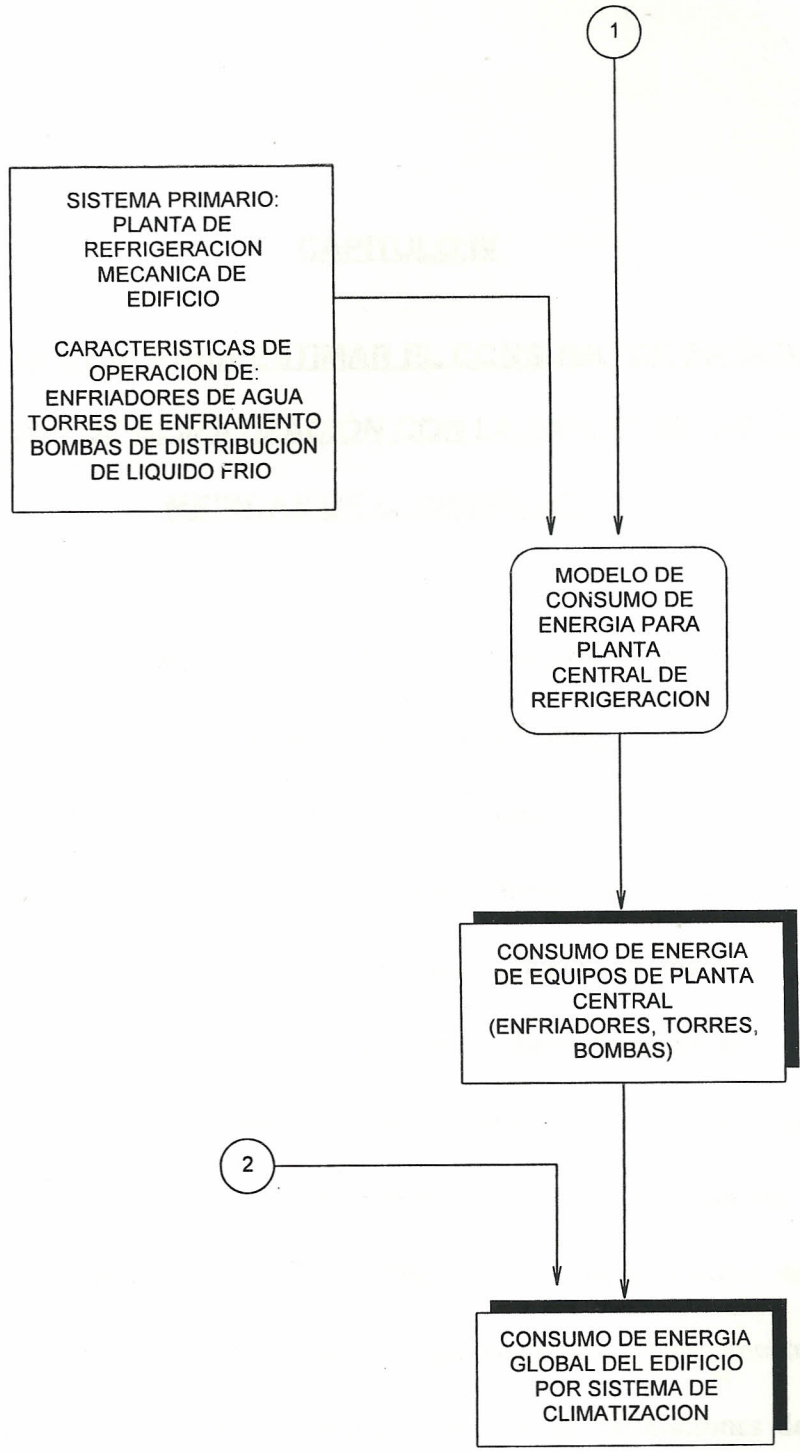 1
SISTEMA PRIMARIO:
PLANTA DE
REFRIGERACION
MECANICA DE
EDIFICIO
CARACTERISTICAS DE
OPERACION DE:
ENFRIADORES DE AGUA
TORRES DE ENFRIAMIENTO
BOMBAS DE DISTRIBUCION
DE LIQUIDO FRIO
MODELO DE
CONSUMO DE
ENERGIA PARA
PLANTA
CENTRAL DE
REFRIGERACION
CONSUMO DE ENERGIA
DE EQUIPOS DE PLANTA
CENTRAL
(ENFRIADORES, TORRES,
BOMBAS)
2
CONSUMO DE ENERGIA
GLOBAL DEL EDIFICIO
POR SISTEMA DE
CLIMATIZACION